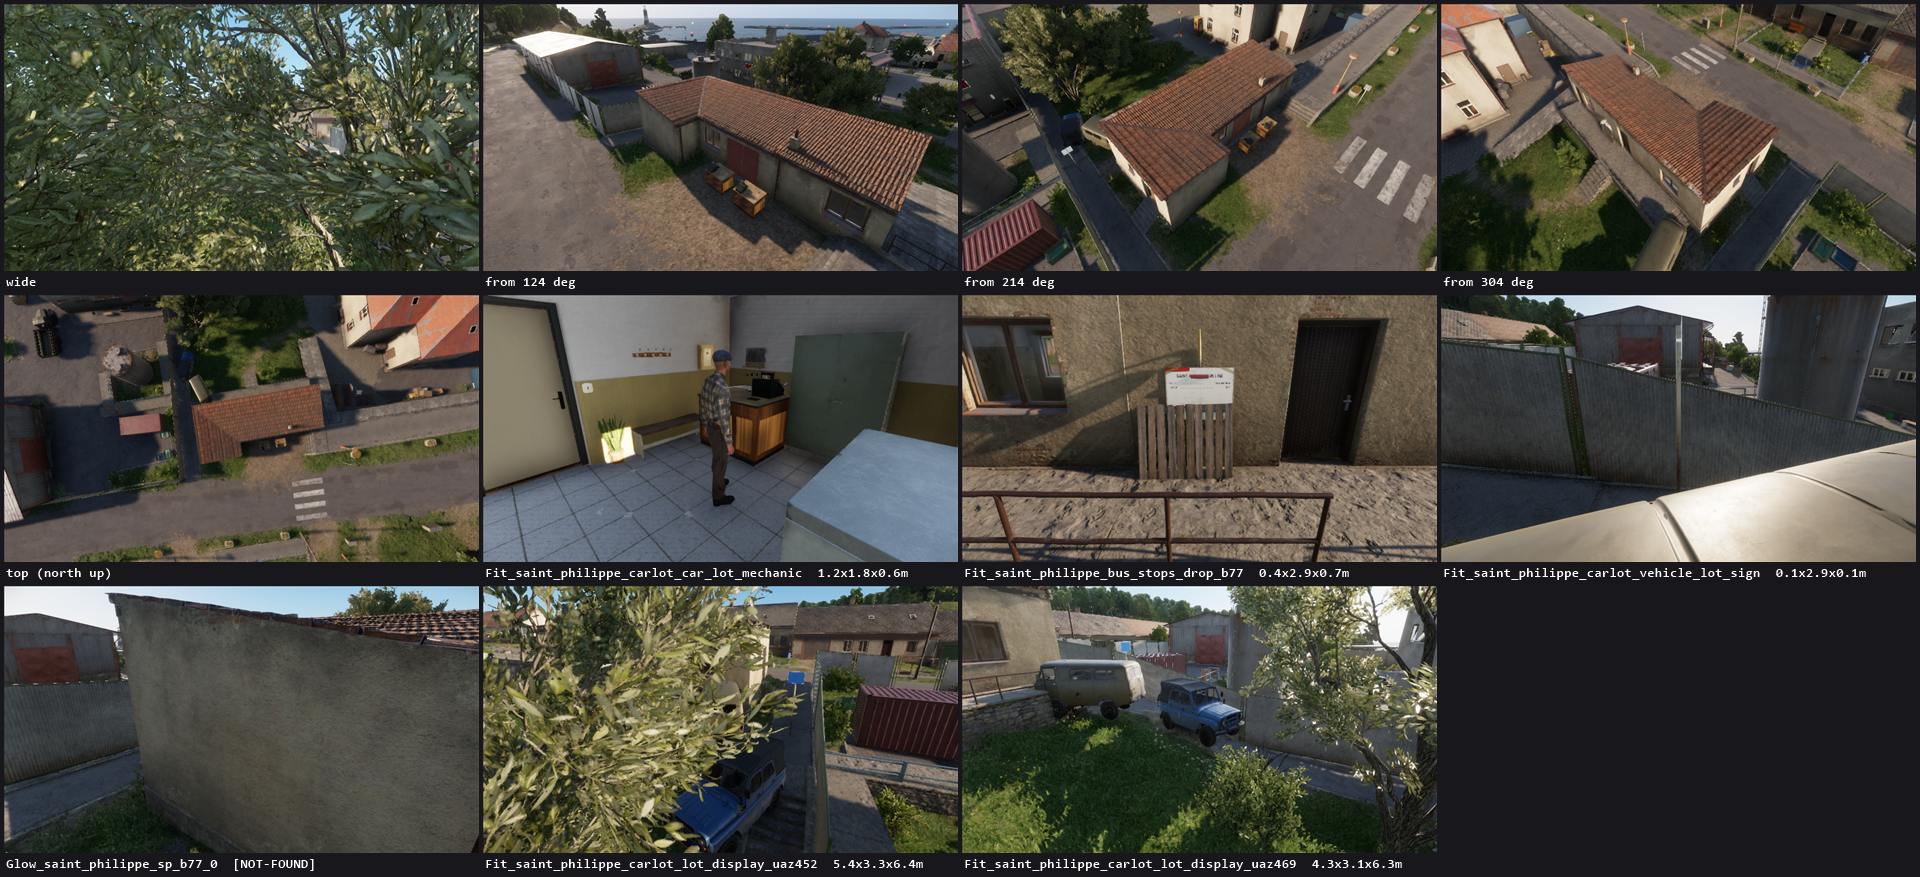 wide
from 124 deg
from 214 deg
from 304 deg
top (north up)
Fit_saint_philippe_carlot_car_lot_mechanic 1.2x1.8x0.6m
SAINT
Fit_saint_philippe_bus_stops_drop_b77 0.4x2.9x0.7m
Fit_saint_philippe_carlot_vehicle_lot_sign 0.1x2.9x0.1m
Glow_saint_philippe_sp_b77_0 [NOT-FOUND]
Fit_saint_philippe_carlot_lot_display_uaz452 5.4x3.3x6.4m
Fit_saint_philippe_carlot_lot_display_uaz469 4.3x3.1x6.3m